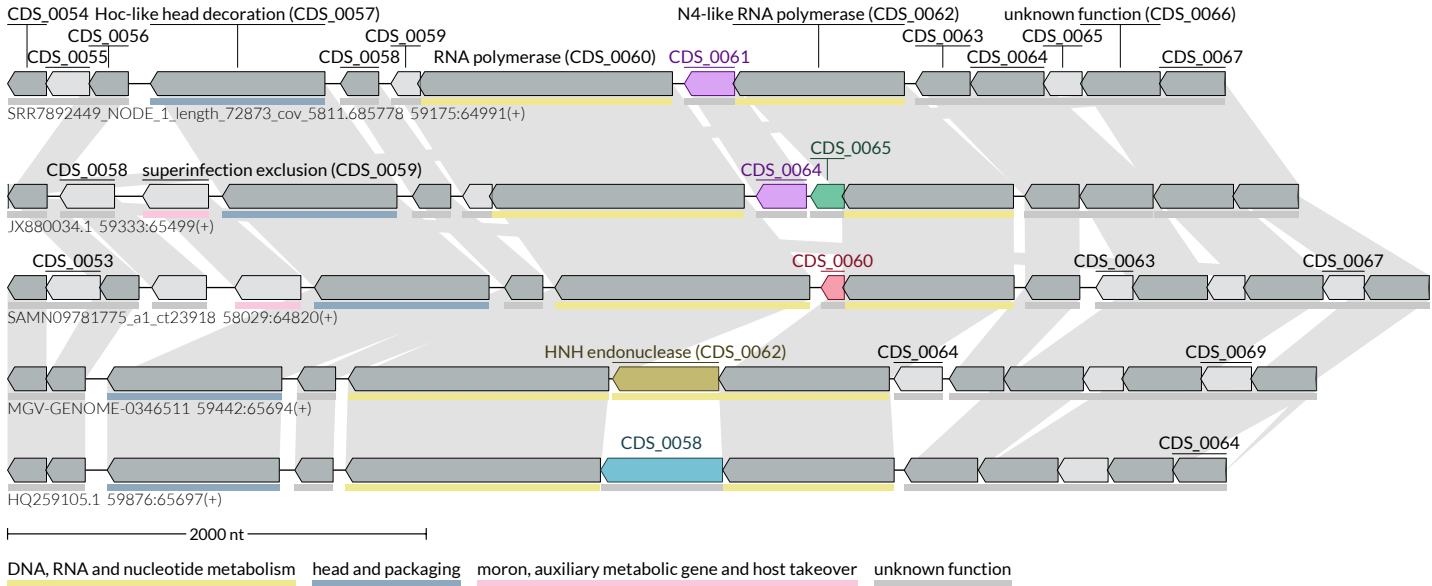 CDS_0054 Hoc-like head decoration (CDS_0057) N4-like RNA polymerase (CDS_0062) unknown function (CDS_0066)
CDS_0056 CDS_0059 CDS_0063 CDS_0065
CDS_0055 CDS_0058 RNA polymerase (CDS_0060) CDS_0061 CDS_0064 CDS_0067
SRR7892449_NODE_1_length_72873_cov_5811.685778 59175:64991(+)
CDS_0065
CDS_0058 superinfection exclusion (CDS_0059) CDS_0064
JX880034.1 59333:65499(+)
CDS_0053 CDS_0060 CDS_0063 CDS_0067
SAMN09781775_a1_ct23918 58029:64820(+)
HNH endonuclease (CDS_0062) CDS_0064 CDS_0069
MGV-GENOME-0346511 59442:65694(+)
CDS_0058 CDS_0064
HQ259105.1 59876:65697(+)
2000 nt
DNA, RNA and nucleotide metabolism head and packaging moron, auxiliary metabolic gene and host takeover unknown function